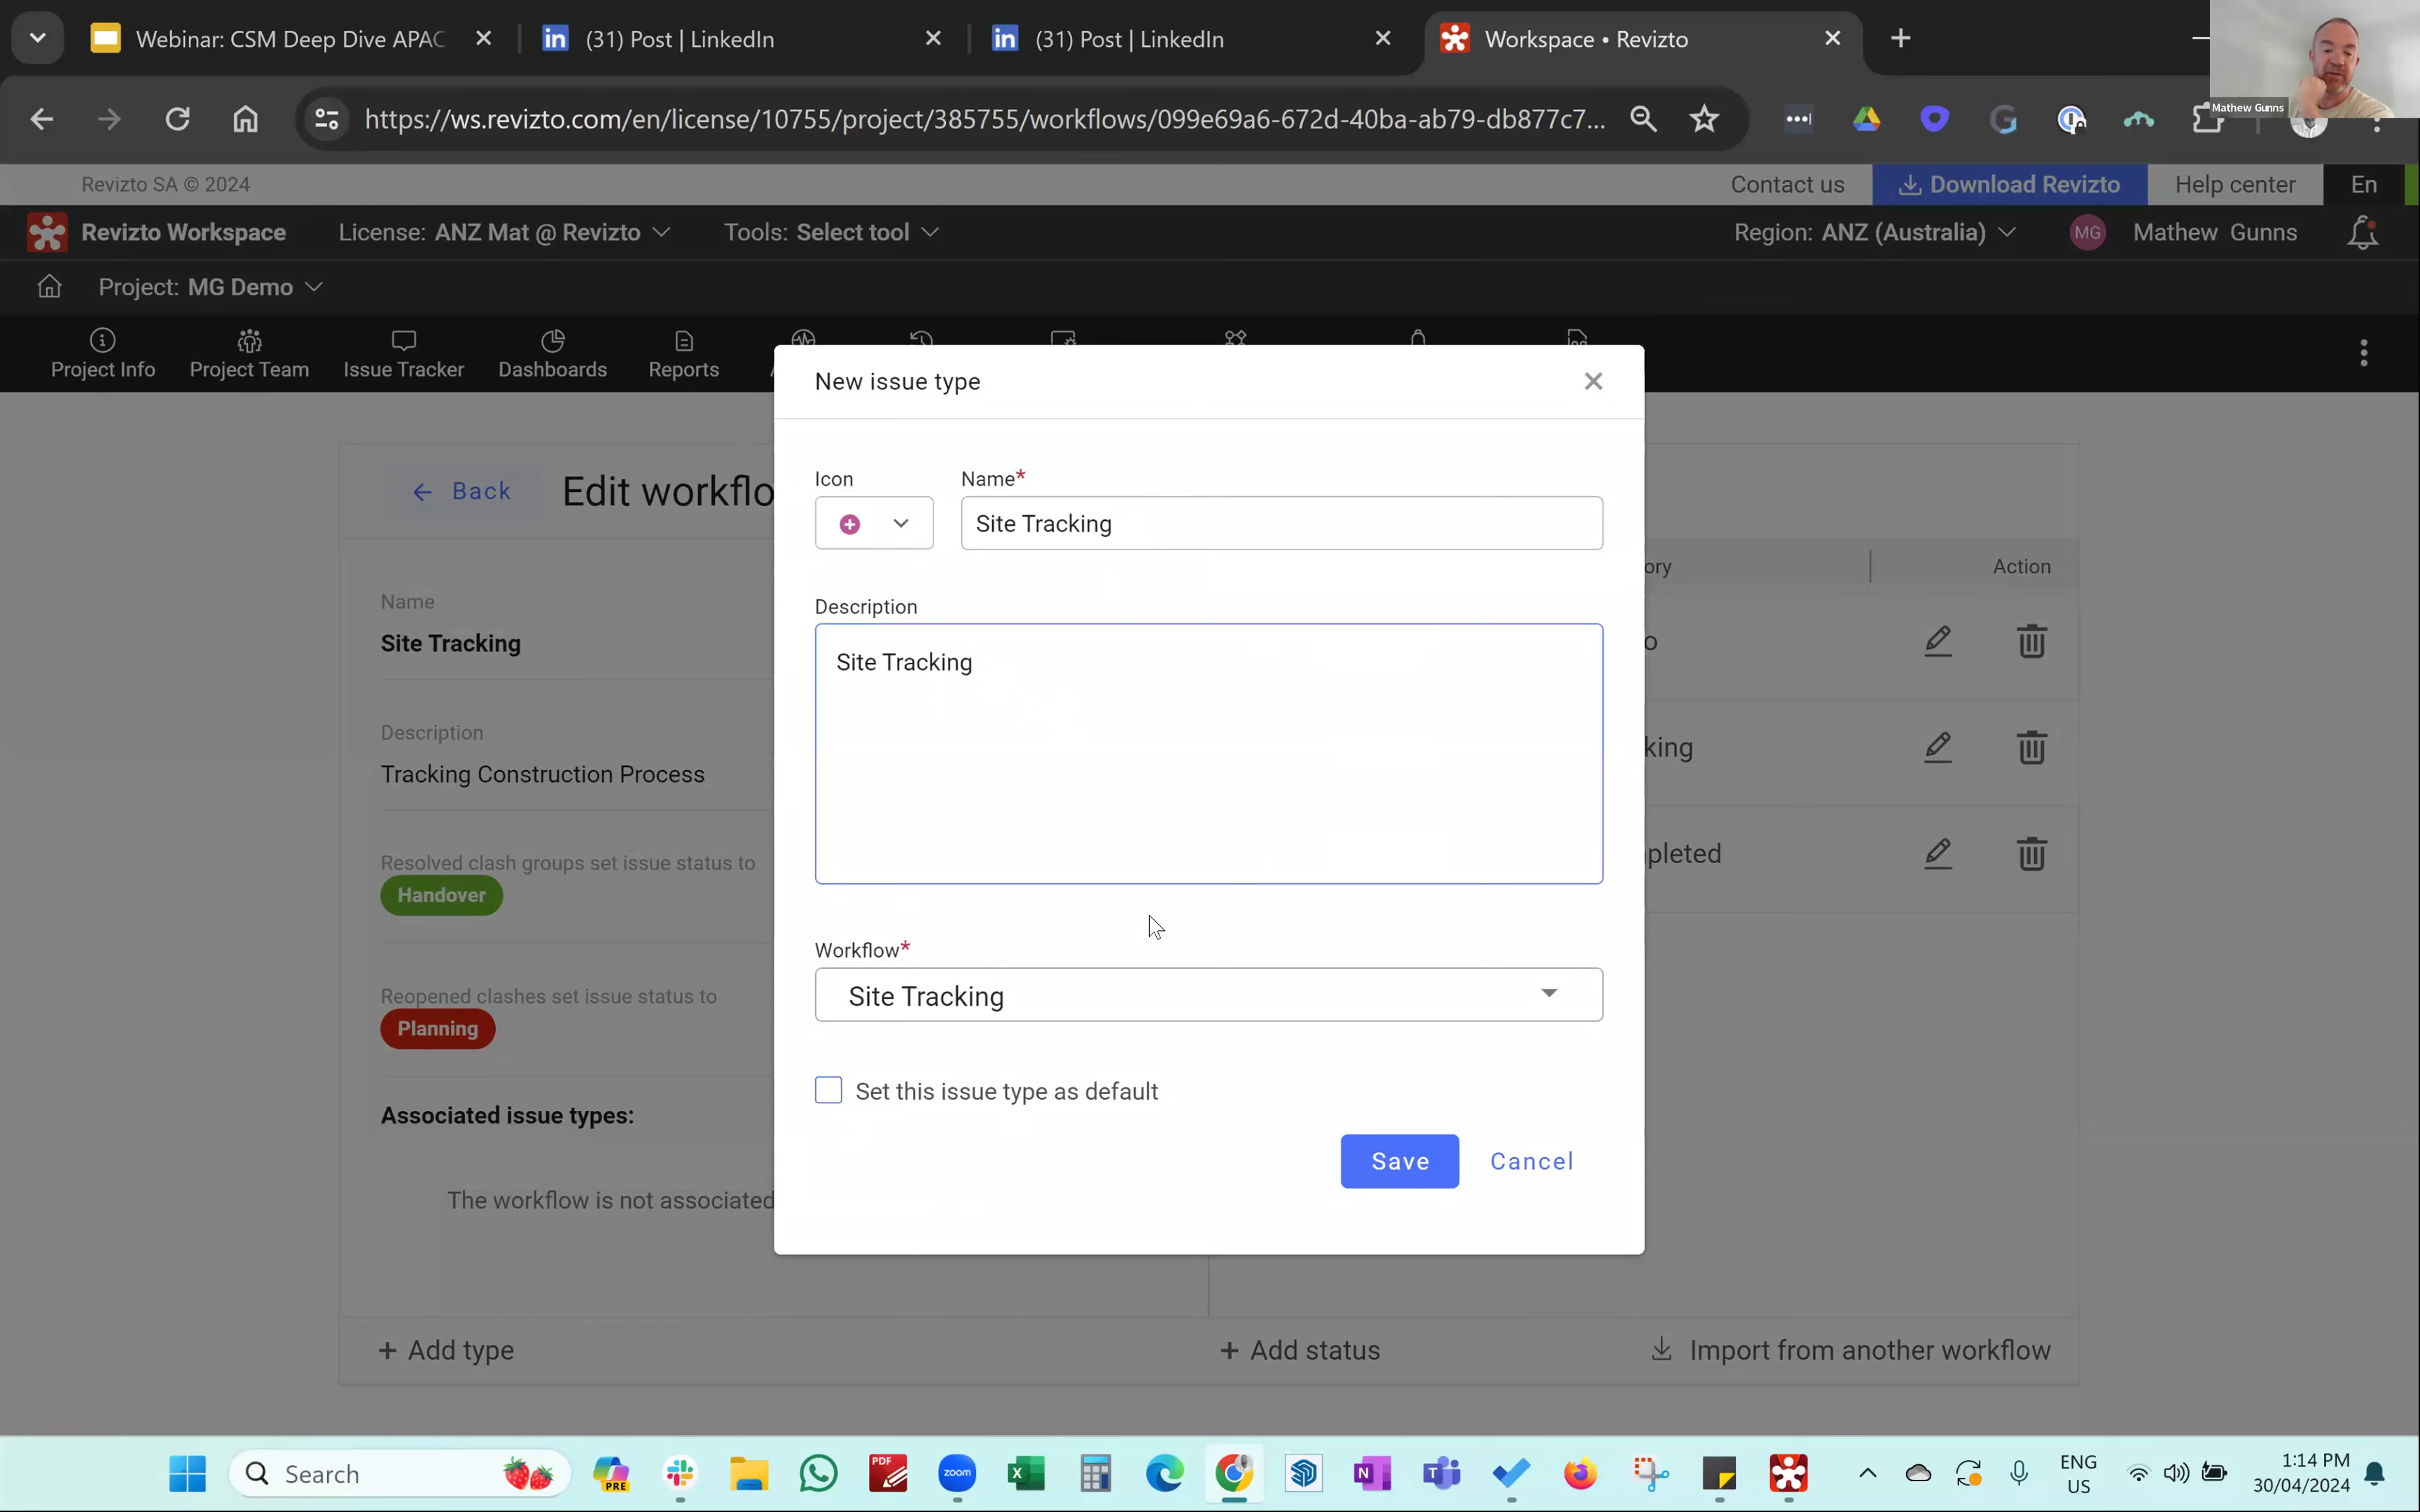 Webinar: CSM Deep Dive APAC
(31) Post | LinkedIn
(31) Post | LinkedIn
Workspace • Revizto
Mathew Gunns
https://ws.revizto.com/en/license/10755/project/385755/workflows/099e69a6-672d-40ba-ab79-db877c7...
Revizto SA © 2024
Contact us
Download Revizto
Help center
En
Revizto Workspace
License: ANZ Mat @ Revizto
Tools: Select tool
Region: ANZ (Australia)
MG
Mathew Gunns
Project: MG Demo
Project Info
Project Team
Issue Tracker
Dashboards
Reports
New issue type
Back
Edit workflo
Icon
Name*
Site Tracking
ory
Action
Name
Site Tracking
Description
Site Tracking
o
Description
Tracking Construction Process
king
Resolved clash groups set issue status to
Handover
pleted
Workflow*
Site Tracking
Reopened clashes set issue status to
Planning
Set this issue type as default
Associated issue types:
Save
Cancel
The workflow is not associated
+ Add type
+ Add status
Import from another workflow
Search
PRE
PDF
zoom
ENG
US
1:14 PM
30/04/2024